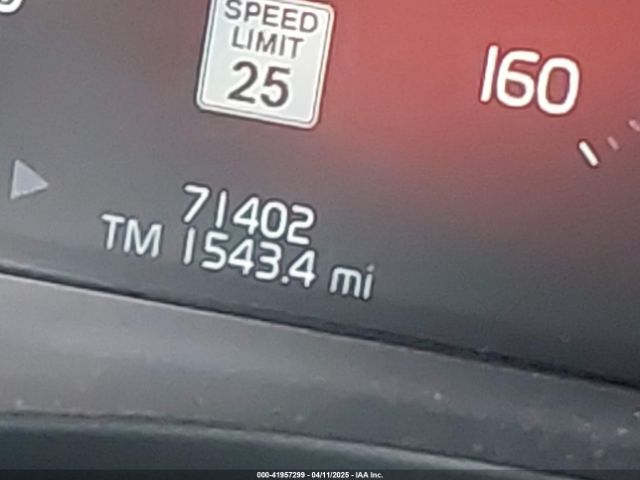 SPEED
LIMIT
25
160
71402
TM 1543.4 mi
000-41957299 - 04/11/2025 - IAA Inc.